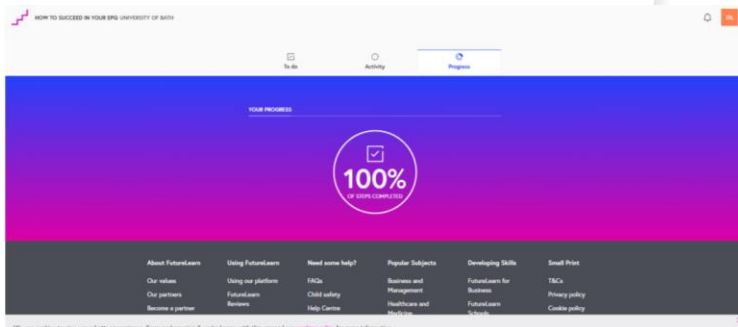 HOW TO SUCCEED IN YOUR EPQ UNIVERSITY OF BATH
To do Activity Progress
YOUR PROGRESS
100%
OF STEPS COMPLETED
About FutureLearn Using FutureLearn Need some help? Popular Subjects Developing Skills Small Print
Our values Using our platform FAQs Business and FutureLearn for T&Cs
Our partners FutureLearn Child safety Management Business Privacy policy
Become a partner Reviews Help Centre Healthcare and FutureLearn Cookie policy
Medicine Schools